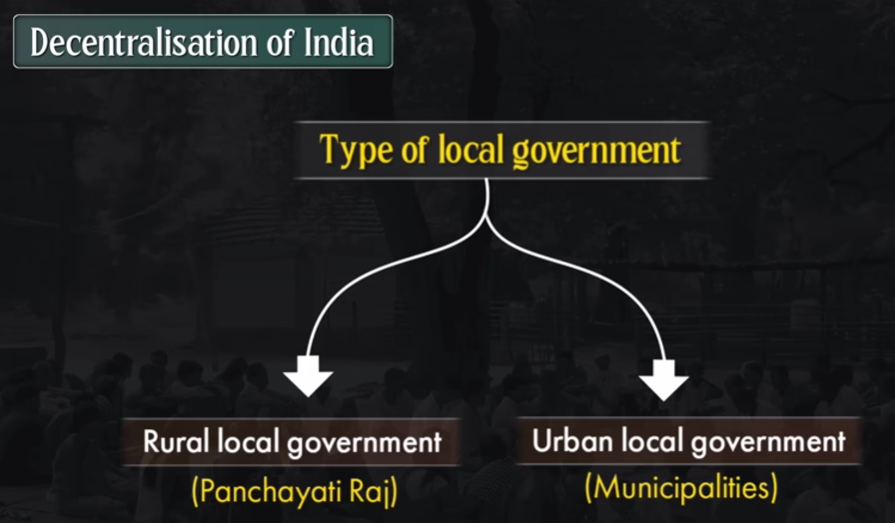 Decentralisation of India
Type of local government
Rural local government
(Panchayati Raj)
Urban local government
(Municipalities)